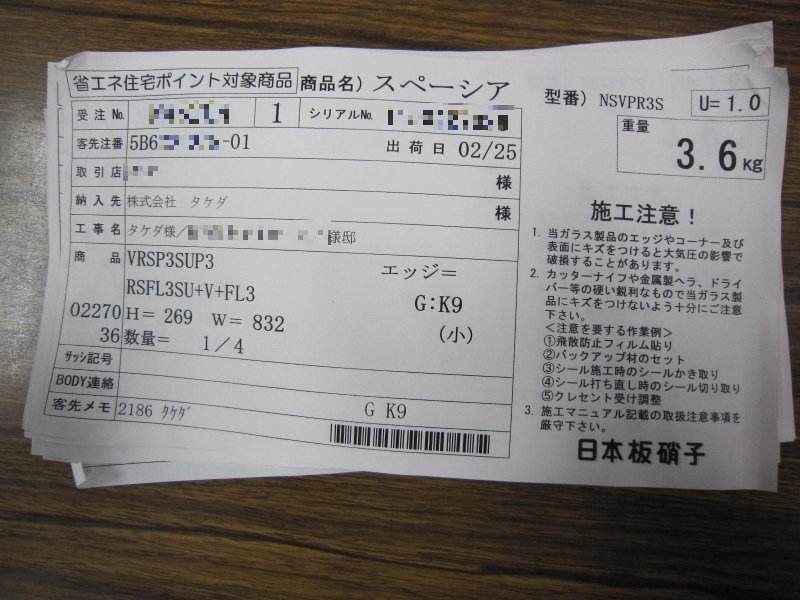 省エネ住宅ポイント対象商品 商品名) スペーシア
型番) NSVPR3S U= 1.0
受注 No. 1 シリアルNo.
重量
3.6Kg
客先注番 5B6 -01 出荷日 02/25
取引店 様
納入先 株式会社 タケダ 様
工事名 タケダ様/ 様邸
商品 VRSP3SUP3 エッジ=
RSFL3SU+V+FL3 G:K9
02270 H= 269 W= 832 (小)
36 数量= 1/4
サッシ記号
BODY連絡
客先メモ 2186 タケダ G K9
施工注意!
1. 当ガラス製品のエッジやコーナー及び
表面にキズをつけると大気圧の影響で
破損することがあります。
2. カッターナイフや金属製ヘラ、ドライ
バー等の硬い鋭利なもので当ガラス製
品にキズをつけないよう十分にご注意
下さい。
<注意を要する作業例>
①飛散防止フィルム貼り
②バックアップ材のセット
③シール施工時のシールかき取り
④シール打ち直し時のシール切り取り
⑤クレセント受け調整
3. 施工マニュアル記載の取扱注意事項を
厳守下さい。
日本板硝子